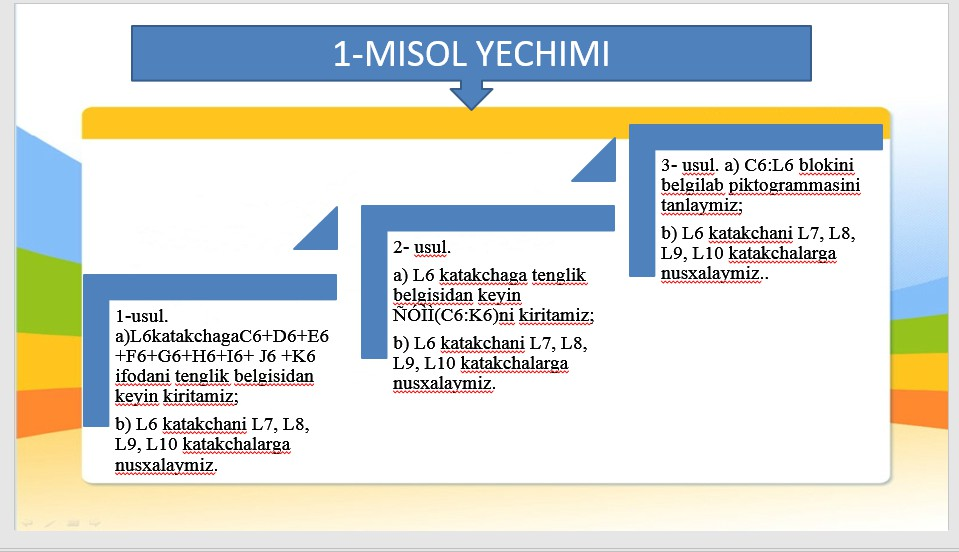 1-MISOL YECHIMI
1-usul.
a)L6katakchagaC6+D6+E6
+F6+G6+H6+I6+ J6 +K6
ifodani tenglik belgisidan
keyin kiritamiz;
b) L6 katakchani L7, L8,
L9, L10 katakchalarga
nusxalaymiz.
2- usul.
a) L6 katakchaga tenglik
belgisidan keyin
ÑÓÌÌ(C6:K6)ni kiritamiz;
b) L6 katakchani L7, L8,
L9, L10 katakchalarga
nusxalaymiz.
3- usul. a) C6:L6 blokini
belgilab piktogrammasini
tanlaymiz;
b) L6 katakchani L7, L8,
L9, L10 katakchalarga
nusxalaymiz..